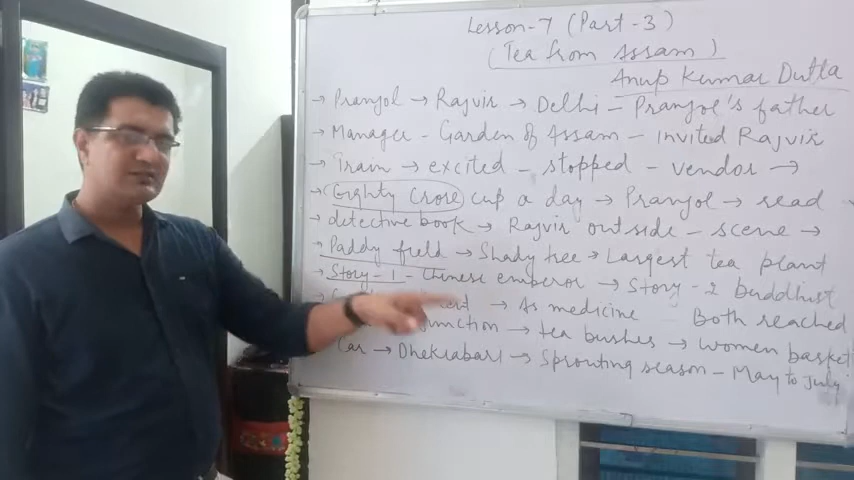 Lesson-7 (Part-3)
(Tea from Assam)
Anup Kumar Dutta
→ Pranjol → Rajvir → Delhi – Pranjol's father
→ Manager – Garden of Assam – invited Rajvir
→ Train → excited – stopped – vendor →
→ Eighty crore cup a day → Pranjol → read
→ detective book → Rajvir outside – scene →
→ Paddy field → Shady tree → Largest tea plant
→ Story-1 – Chinese emperor → Story-2 buddhist
→ As medicine Both reached
junction → tea bushes → women basket
Car → Dhekiabari → Sprouting season – May to July